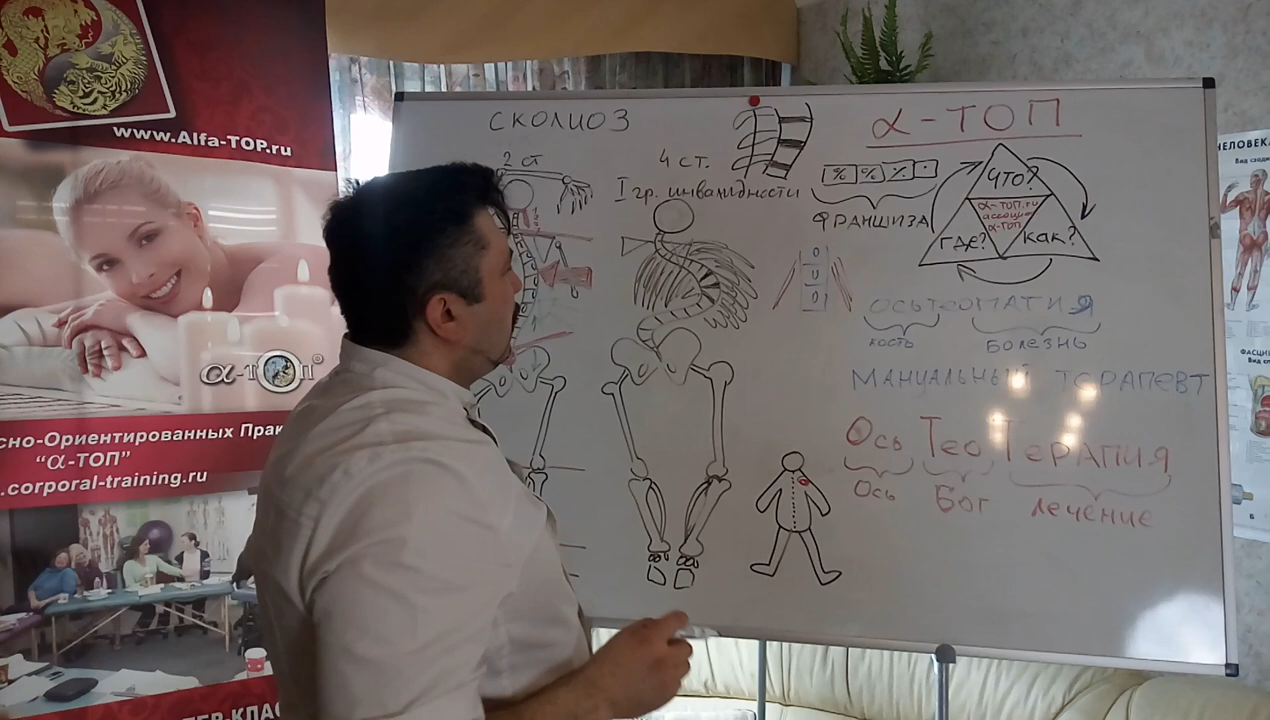 www.Alfa-TOP.ru
α-ТОП
сно-Ориентированных Прак
“α-ТОП”
.corporal-training.ru
СКОЛИОЗ
2 ст
4 ст.
I гр. инвалидности
α-ТОП
% % % •
ФРАНШИЗА
ЧТО?
ГДЕ?
КАК?
α-ТОП.ru
α-ТОП
ОСЬТЕОПАТИЯ
кость
БОЛЕЗНЬ
МАНУАЛЬНЫЙ ТЕРАПЕВТ
Ось Тео Терапия
Ось Бог лечение
ЧЕЛОВЕКА
ФАСЦИ